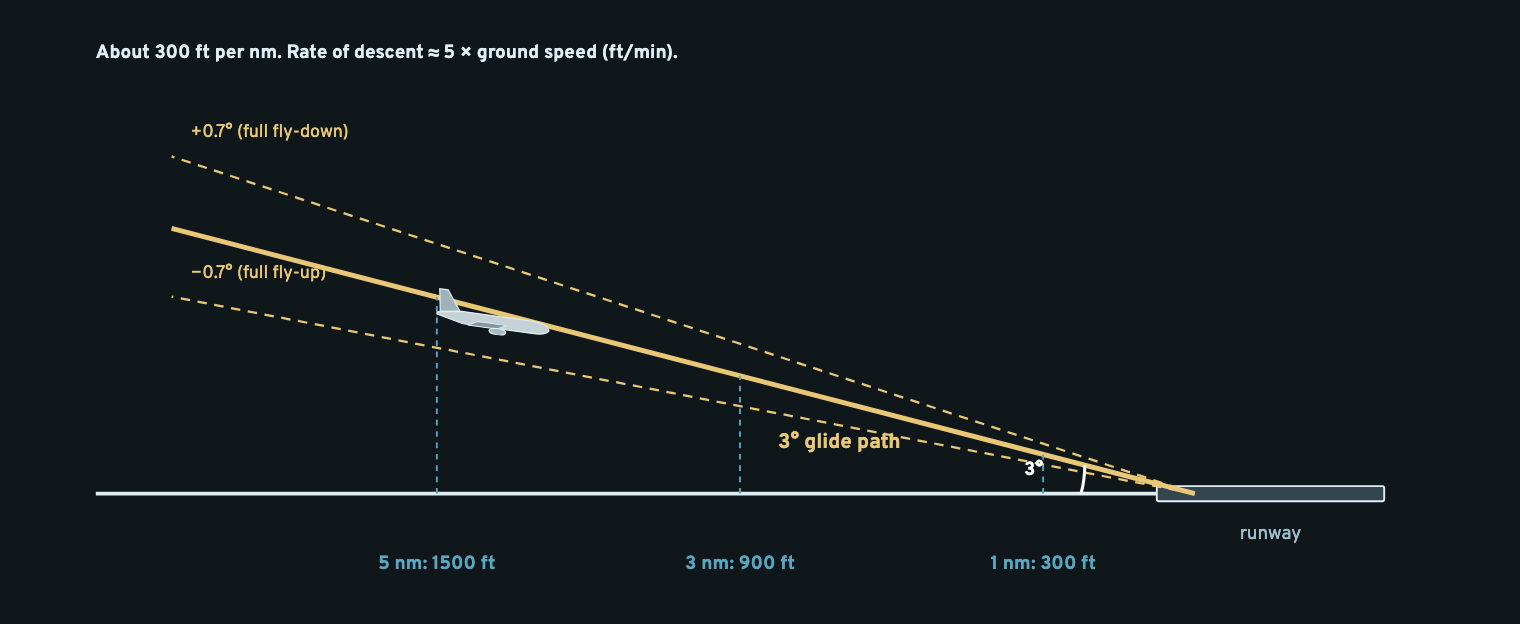 About 300 ft per nm. Rate of descent ≈ 5 × ground speed (ft/min).
+0.7° (full fly-down)
−0.7° (full fly-up)
3° glide path
3°
runway
5 nm: 1500 ft
3 nm: 900 ft
1 nm: 300 ft